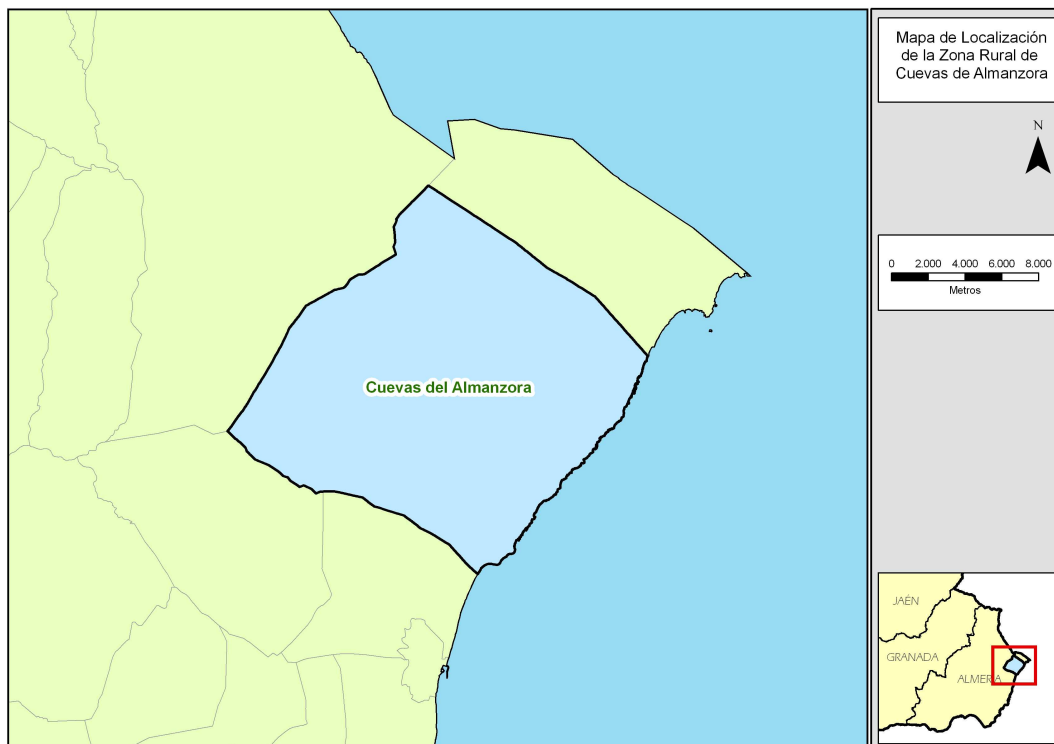 Mapa de Localización
de la Zona Rural de
Cuevas de Almanzora
N
0 2.000 4.000 6.000 8.000
Metros
Cuevas del Almanzora
JAÉN
GRANADA
ALMERIA